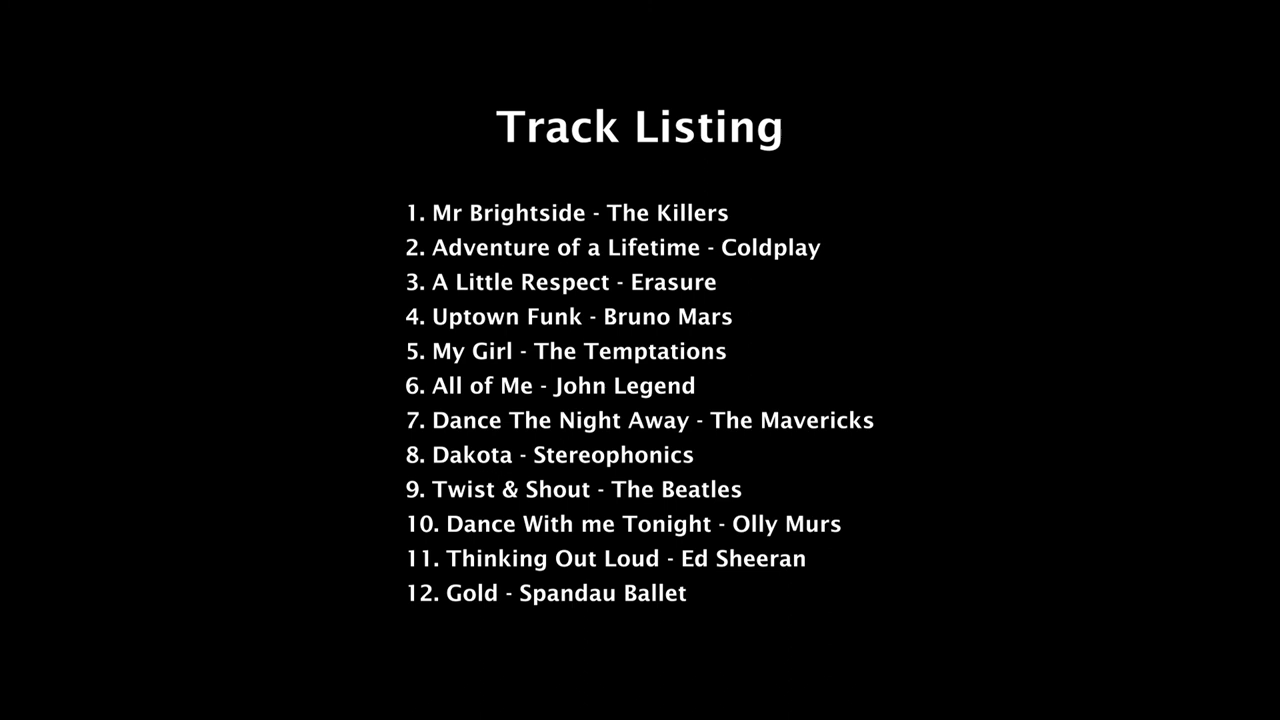 Track Listing
1. Mr Brightside - The Killers
2. Adventure of a Lifetime - Coldplay
3. A Little Respect - Erasure
4. Uptown Funk - Bruno Mars
5. My Girl - The Temptations
6. All of Me - John Legend
7. Dance The Night Away - The Mavericks
8. Dakota - Stereophonics
9. Twist & Shout - The Beatles
10. Dance With me Tonight - Olly Murs
11. Thinking Out Loud - Ed Sheeran
12. Gold - Spandau Ballet